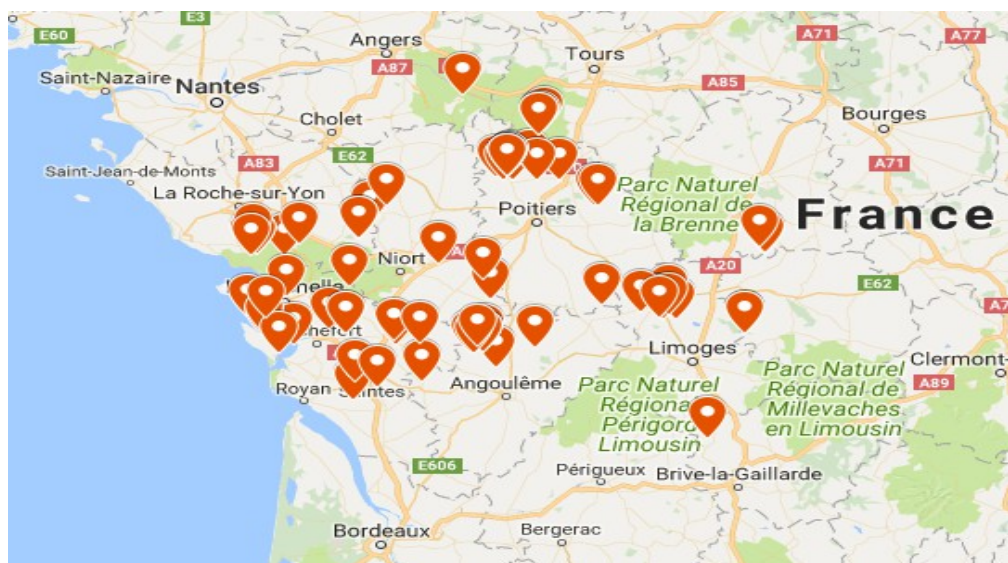 E60
E3
Angers
Tours
A71
A77
Saint-Nazaire
A87
Nantes
A85
Bourges
Cholet
A83
E62
A71
Saint-Jean-de-Monts
La Roche-sur-Yon
Parc Naturel
Régional de
la Brenne
Poitiers
France
Niort
A20
E62
Limoges
Clermont-
Royan
Angoulême
Parc Naturel
Périgord
Limousin
Parc Naturel
Régional de
Millevaches
en Limousin
A89
E606
Périgueux
Brive-la-Gaillarde
Bordeaux
Bergerac